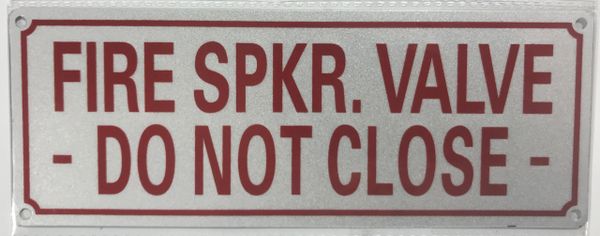 FIRE SPKR. VALVE
- DO NOT CLOSE -